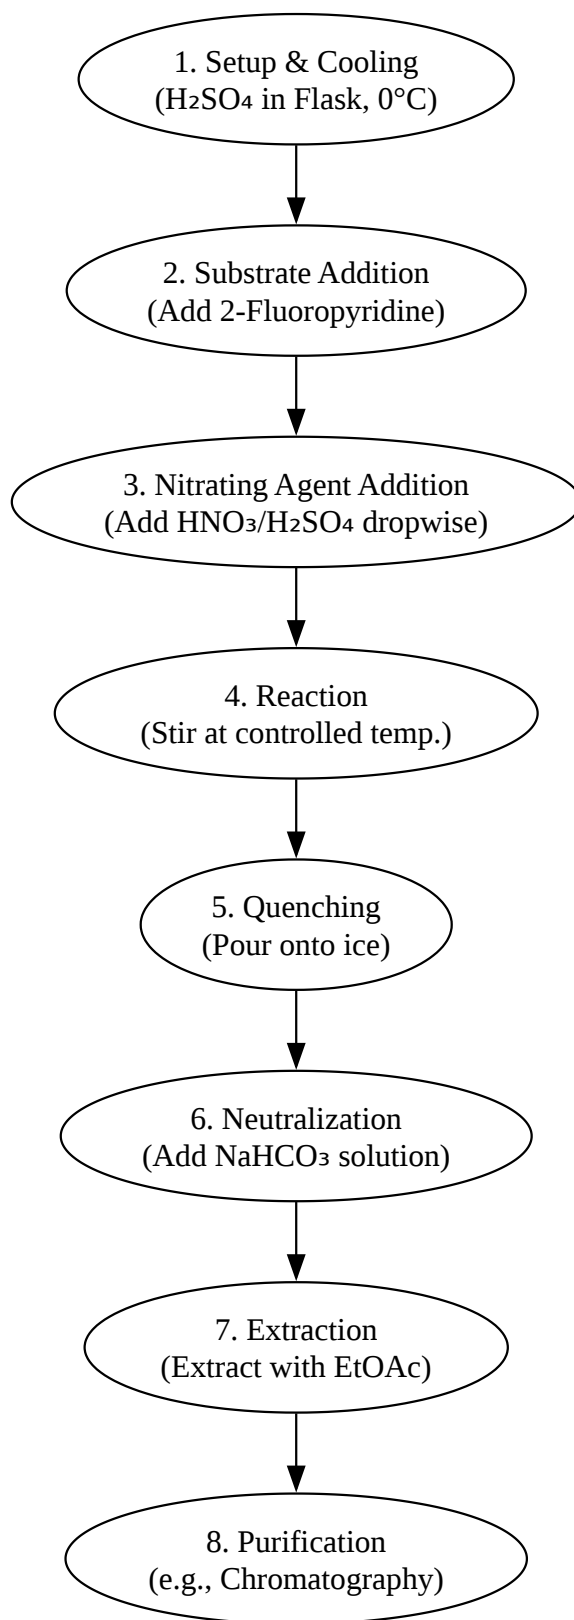 1. Setup & Cooling
(H₂SO₄ in Flask, 0°C)
2. Substrate Addition
(Add 2-Fluoropyridine)
3. Nitrating Agent Addition
(Add HNO₃/H₂SO₄ dropwise)
4. Reaction
(Stir at controlled temp.)
5. Quenching
(Pour onto ice)
6. Neutralization
(Add NaHCO₃ solution)
7. Extraction
(Extract with EtOAc)
8. Purification
(e.g., Chromatography)